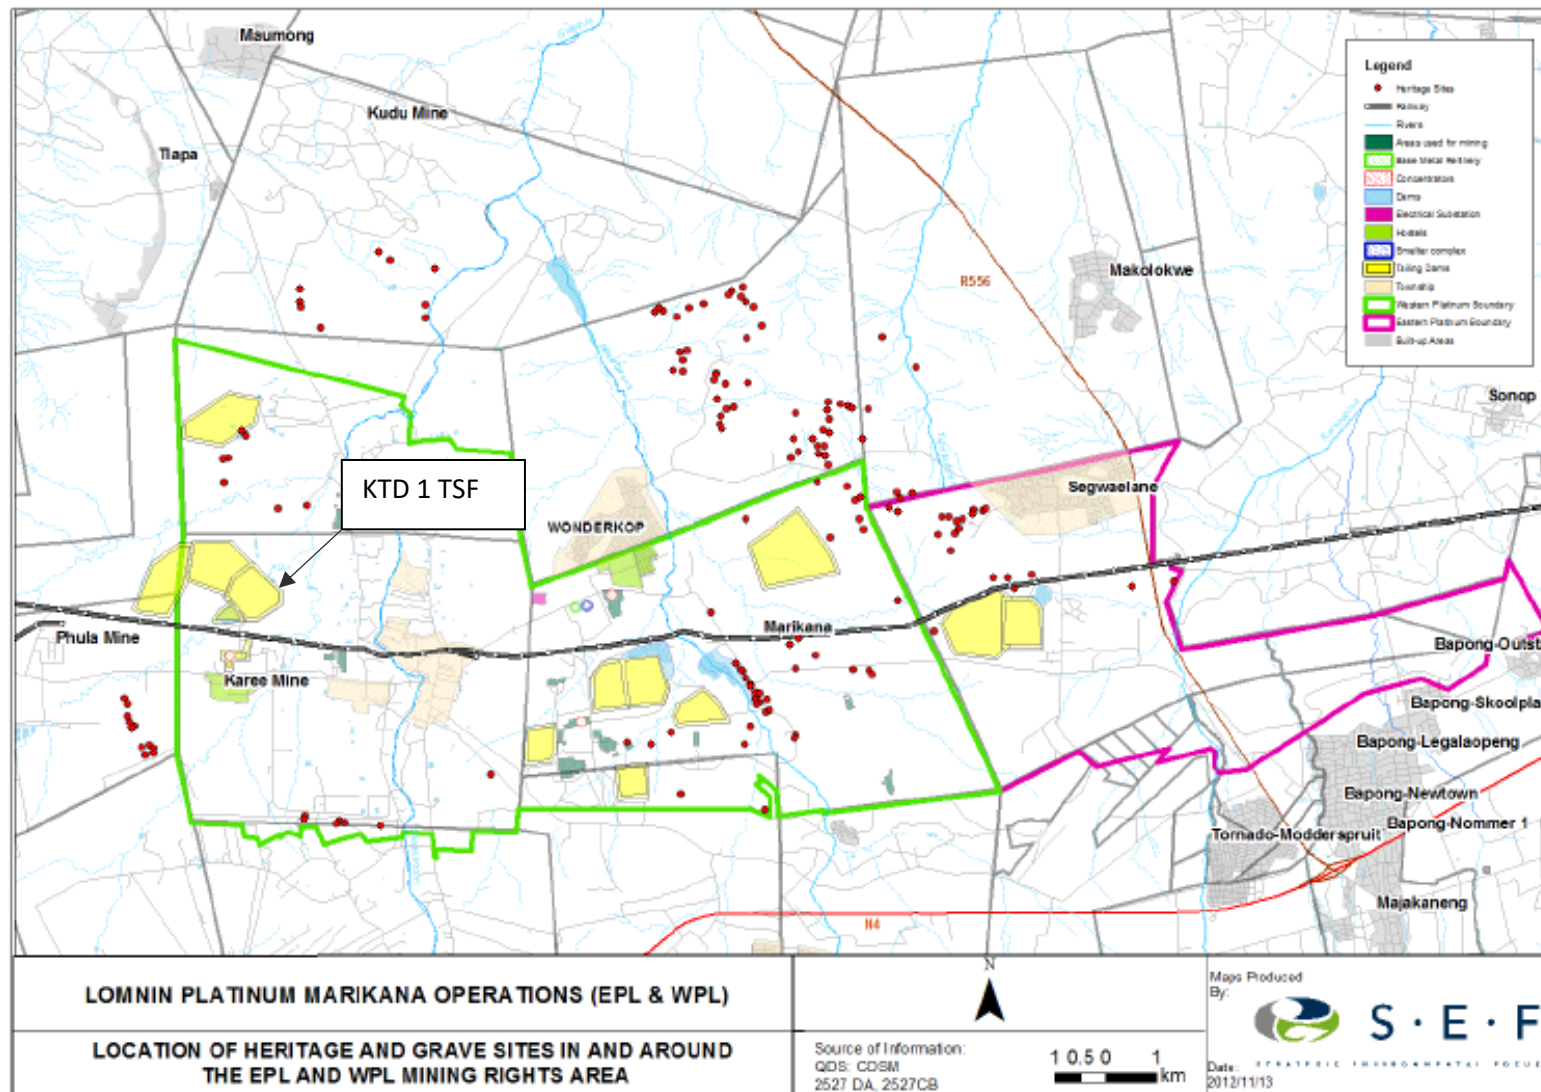 Maumong
Kudu Mine
Tlapa
R556
Makolokwe
Legend
Heritage Sites
Railway
Rivers
Areas used for mining
Base Metal Refinery
Concentrators
Dams
Electrical Substation
Hostels
Smelter complex
Tailing Dams
Township
Western Platinum Boundary
Eastern Platinum Boundary
Built-up Areas
Sonop
KTD 1 TSF
WONDERKOP
Segwaelane
Phula Mine
Marikana
Karee Mine
Bapong-Outst
Bapong-Skoolpla
Bapong-Legalaopeng
Bapong-Newtown
Bapong-Nommer 1
Tornado-Modderspruit
Majakaneng
N4
LOMNIN PLATINUM MARIKANA OPERATIONS (EPL & WPL)
LOCATION OF HERITAGE AND GRAVE SITES IN AND AROUND
THE EPL AND WPL MINING RIGHTS AREA
N
Source of Information:
QDS: CDSM
2527 DA, 2527CB
1 0.5 0 1
km
Maps Produced
By:
S·E·F
Date:
2012/11/13